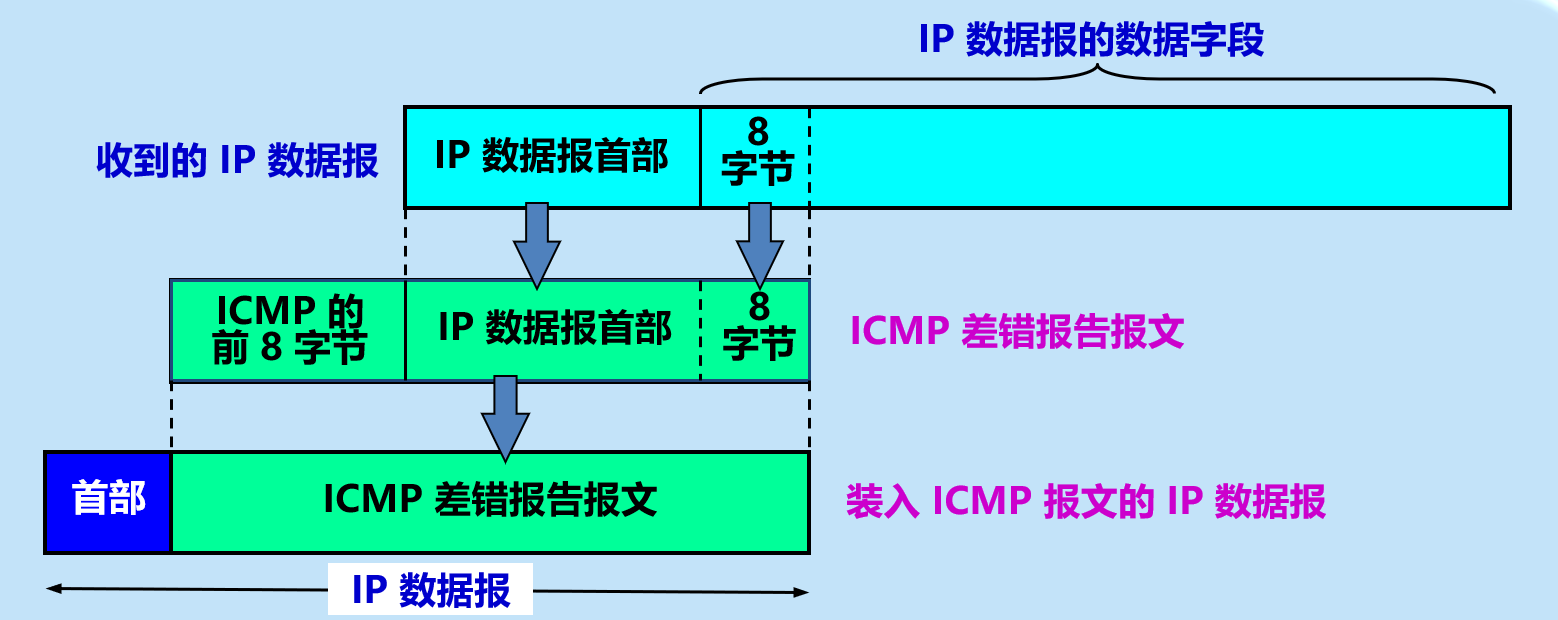 IP 数据报的数据字段
收到的 IP 数据报
IP 数据报首部
8
字节
ICMP 的
前 8 字节
IP 数据报首部
8
字节
ICMP 差错报告报文
首部
ICMP 差错报告报文
装入 ICMP 报文的 IP 数据报
IP 数据报